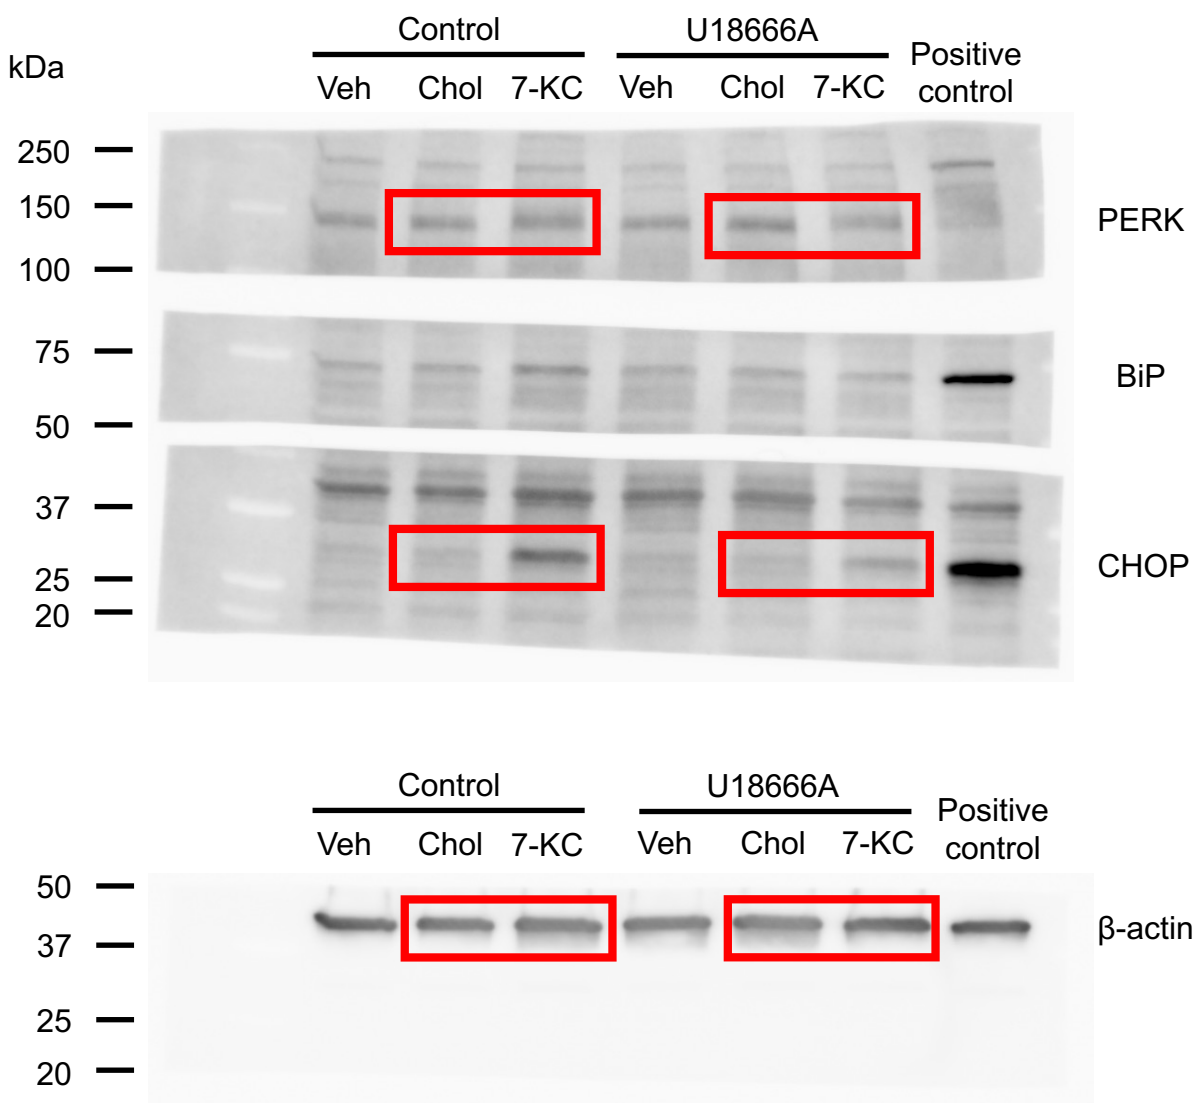 Control
U18666A
Positive
control
kDa
Veh
Chol
7-KC
Veh
Chol
7-KC
250
150
PERK
100
75
BiP
50
37
CHOP
25
20
Control
U18666A
Positive
control
Veh
Chol
7-KC
Veh
Chol
7-KC
50
β-actin
37
25
20